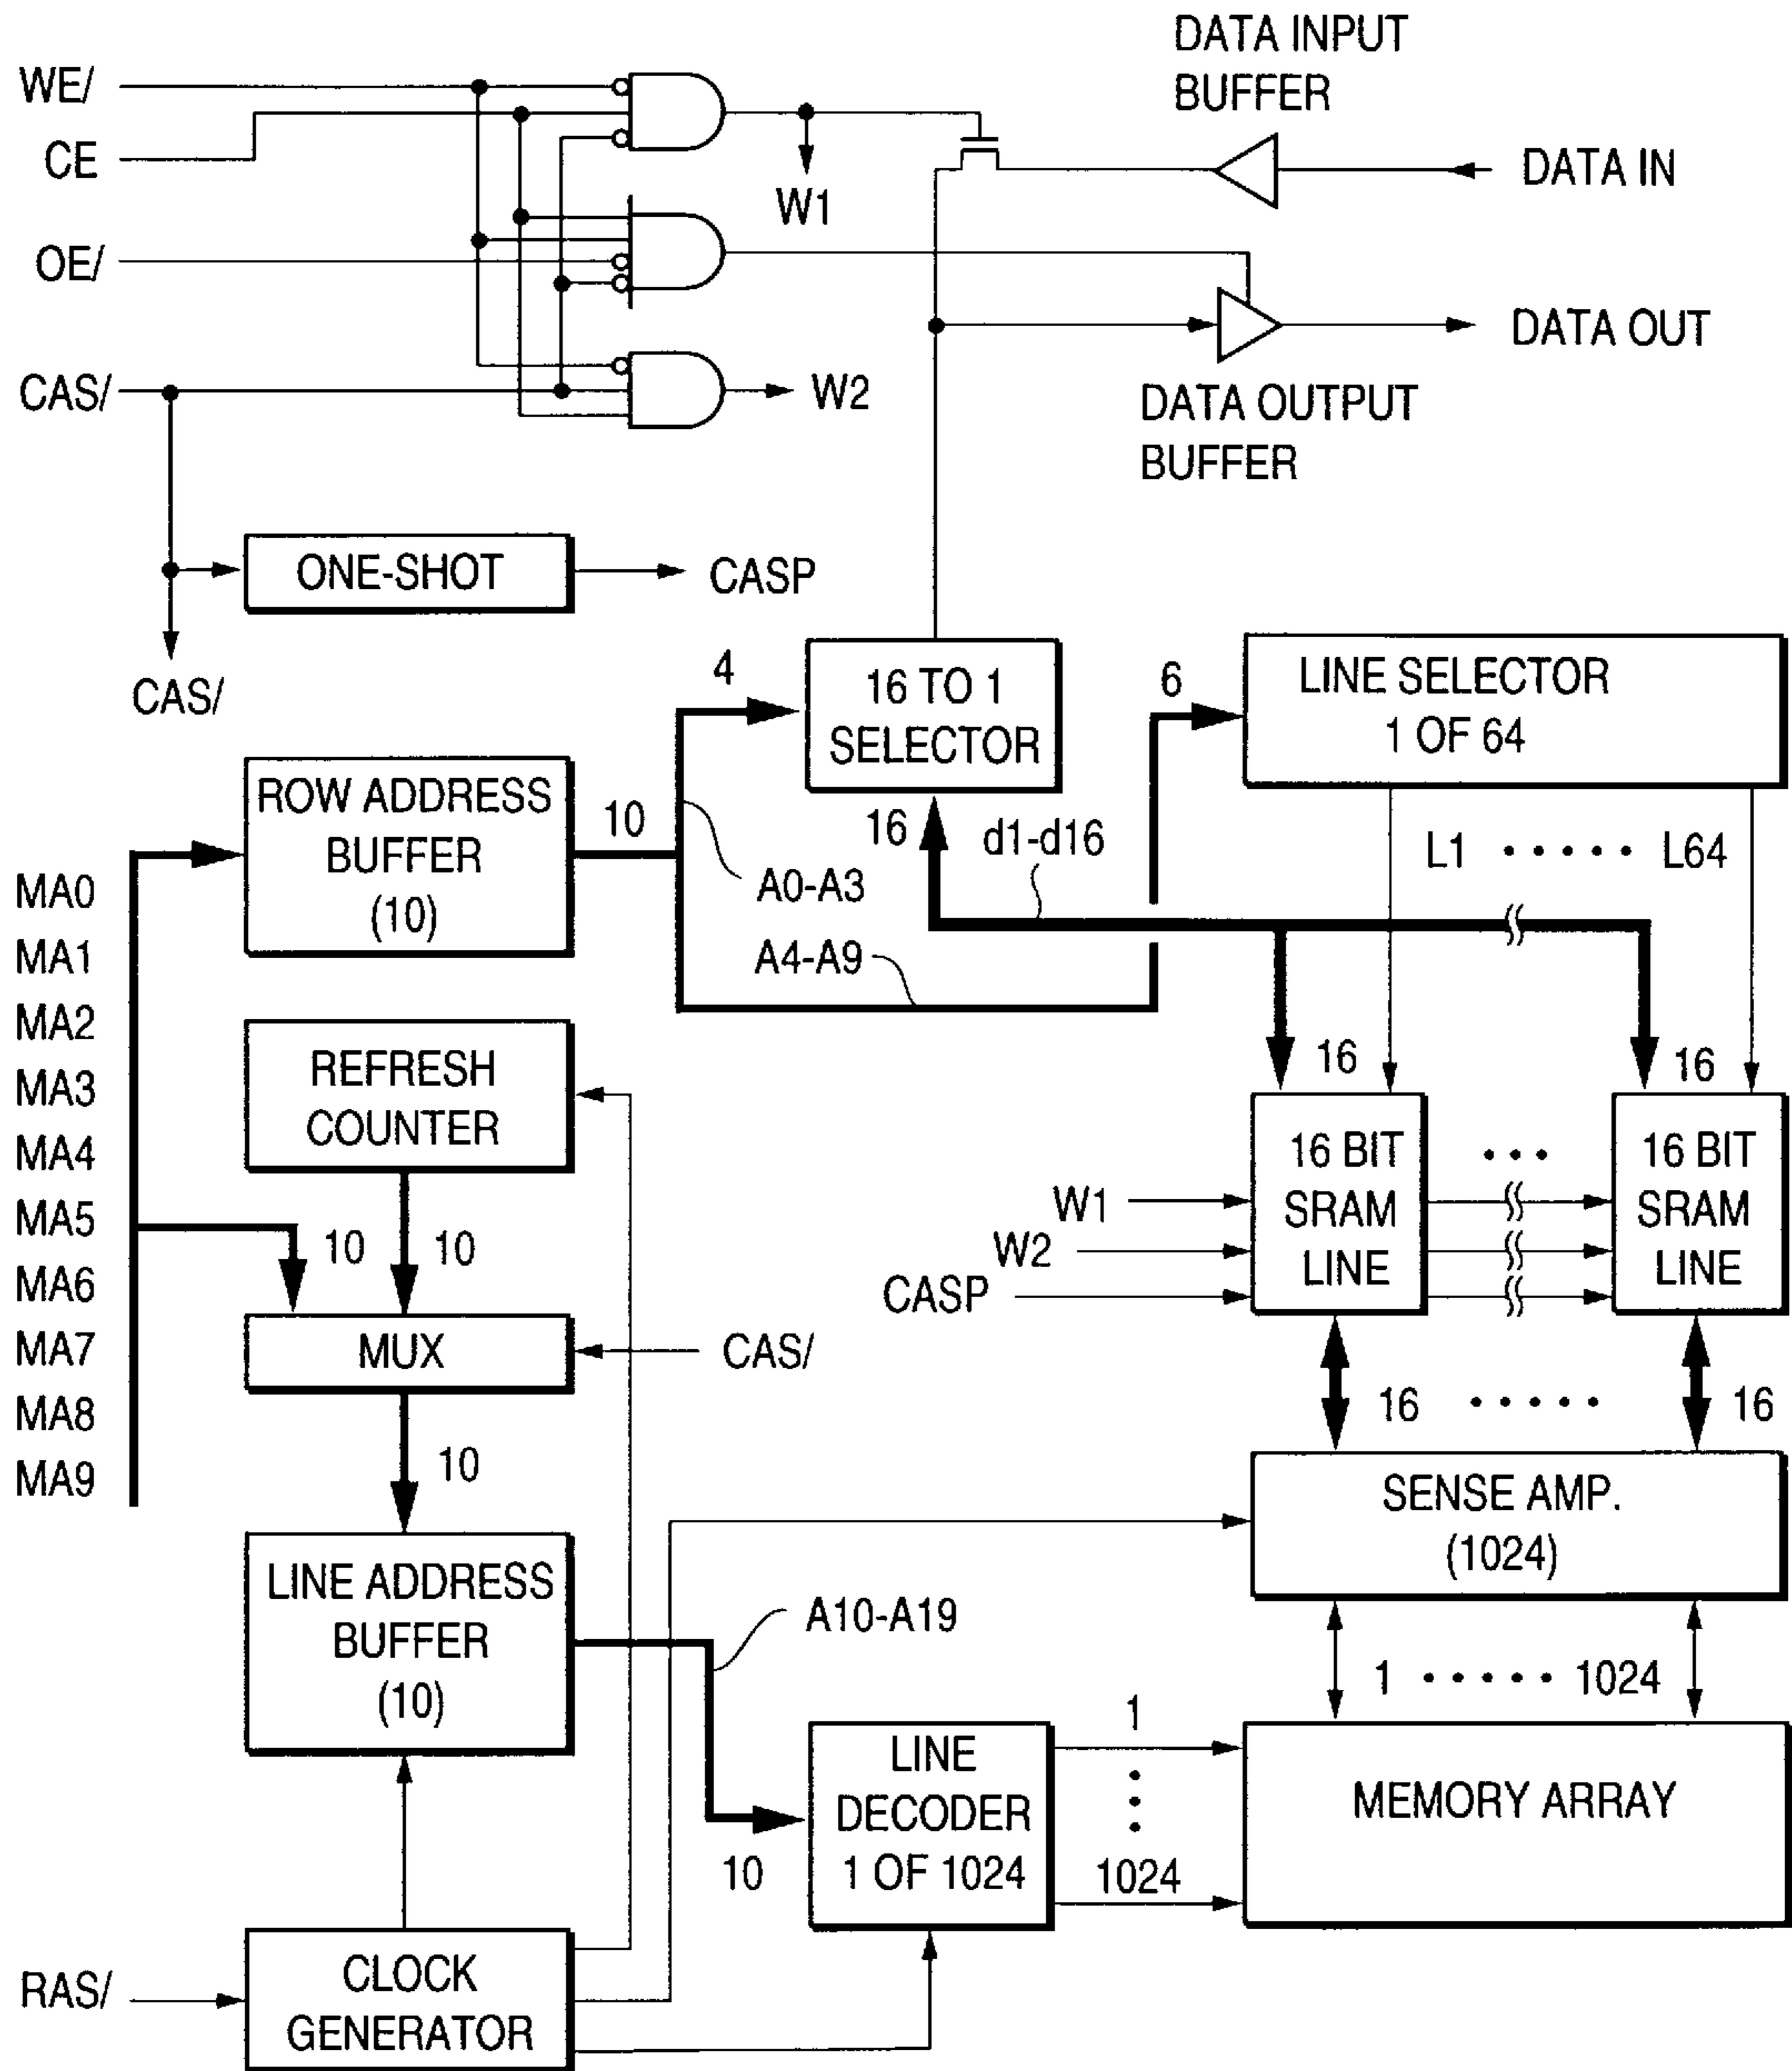 DATA INPUT
BUFFER
WE/
CE
W1
DATA IN
OE/
DATA OUT
CAS/
W2
DATA OUTPUT
BUFFER
ONE-SHOT
CASP
CAS/
4
16 TO 1
SELECTOR
6
LINE SELECTOR
1 OF 64
ROW ADDRESS
BUFFER
(10)
10
16
d1-d16
L1 ····· L64
A0-A3
A4-A9
MA0
MA1
MA2
MA3
MA4
MA5
MA6
MA7
MA8
MA9
REFRESH
COUNTER
10
10
MUX
CAS/
10
16
16
16 BIT
SRAM
LINE
···
16 BIT
SRAM
LINE
W1
W2
CASP
16 ····· 16
SENSE AMP.
(1024)
LINE ADDRESS
BUFFER
(10)
A10-A19
1 ····· 1024
10
LINE
DECODER
1 OF 1024
1
1024
MEMORY ARRAY
RAS/
CLOCK
GENERATOR